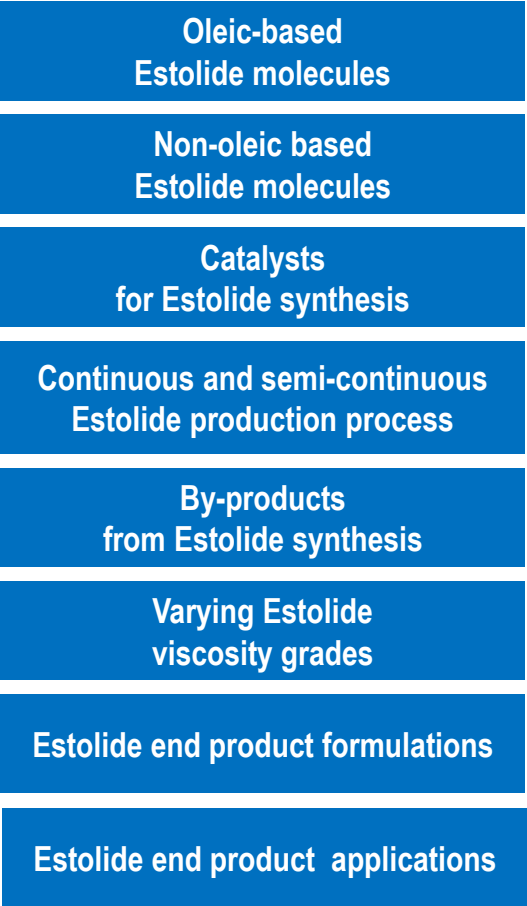 Oleic-based
Estolide molecules
Non-oleic based
Estolide molecules
Catalysts
for Estolide synthesis
Continuous and semi-continuous
Estolide production process
By-products
from Estolide synthesis
Varying Estolide
viscosity grades
Estolide end product formulations
Estolide end product  applications